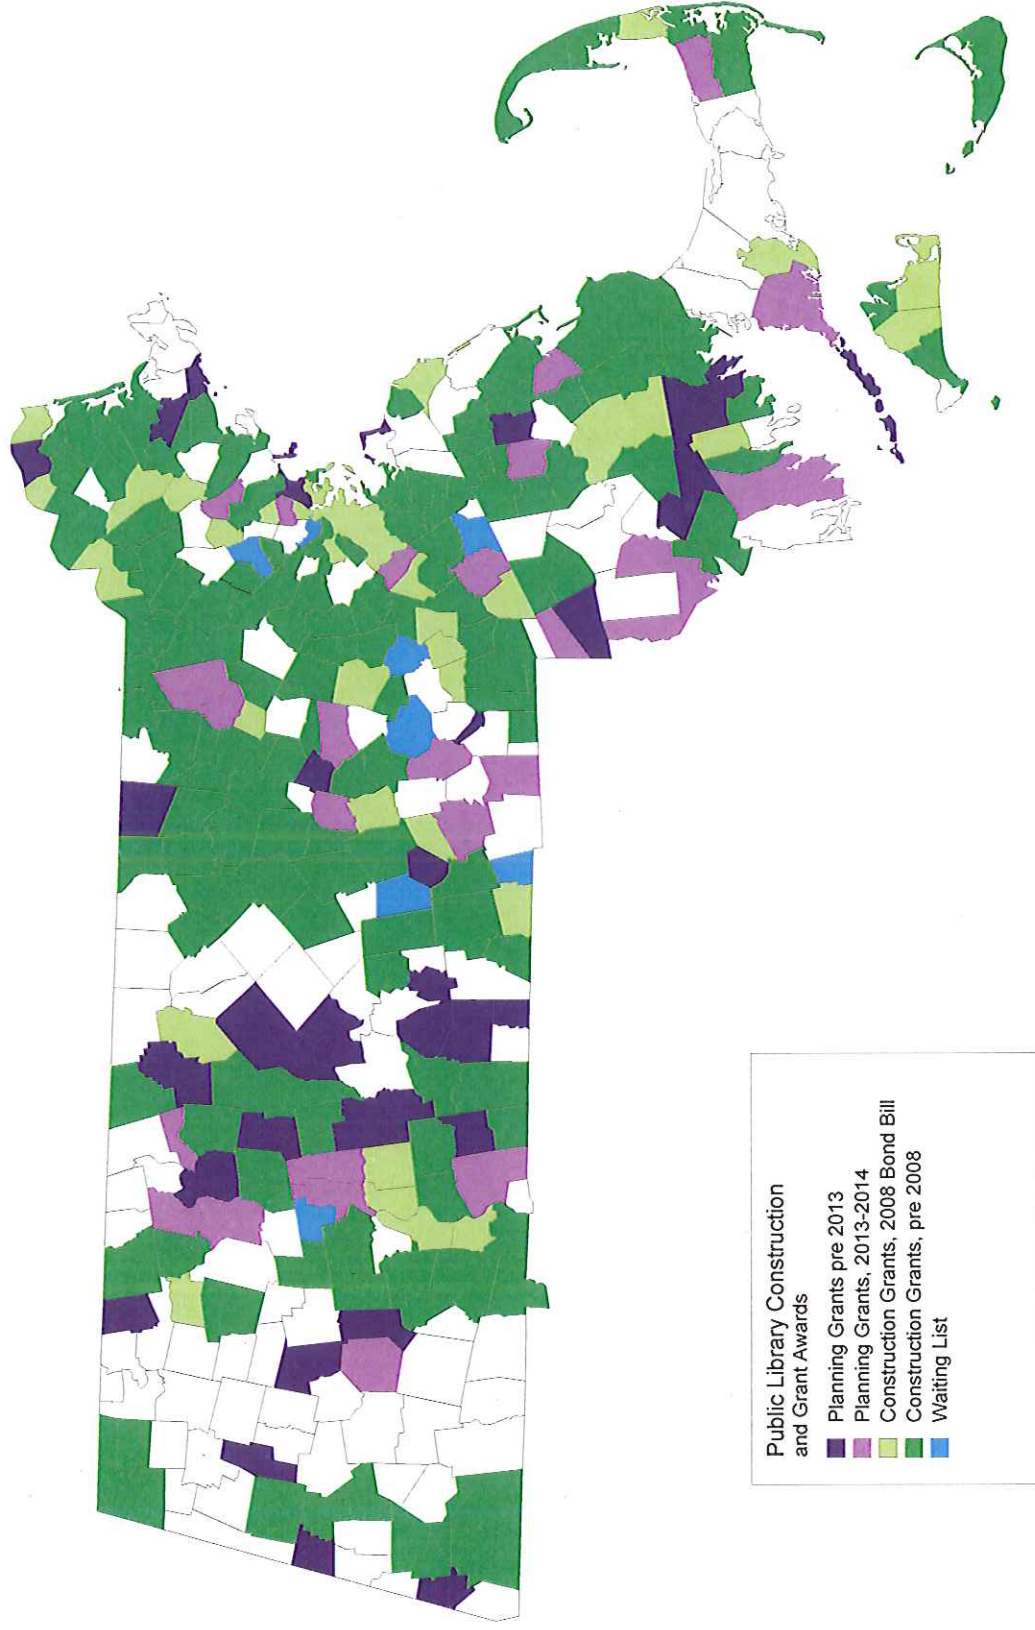 Public Library Construction
and Grant Awards
Planning Grants pre 2013
Planning Grants, 2013-2014
Construction Grants, 2008 Bond Bill
Construction Grants, pre 2008
Waiting List